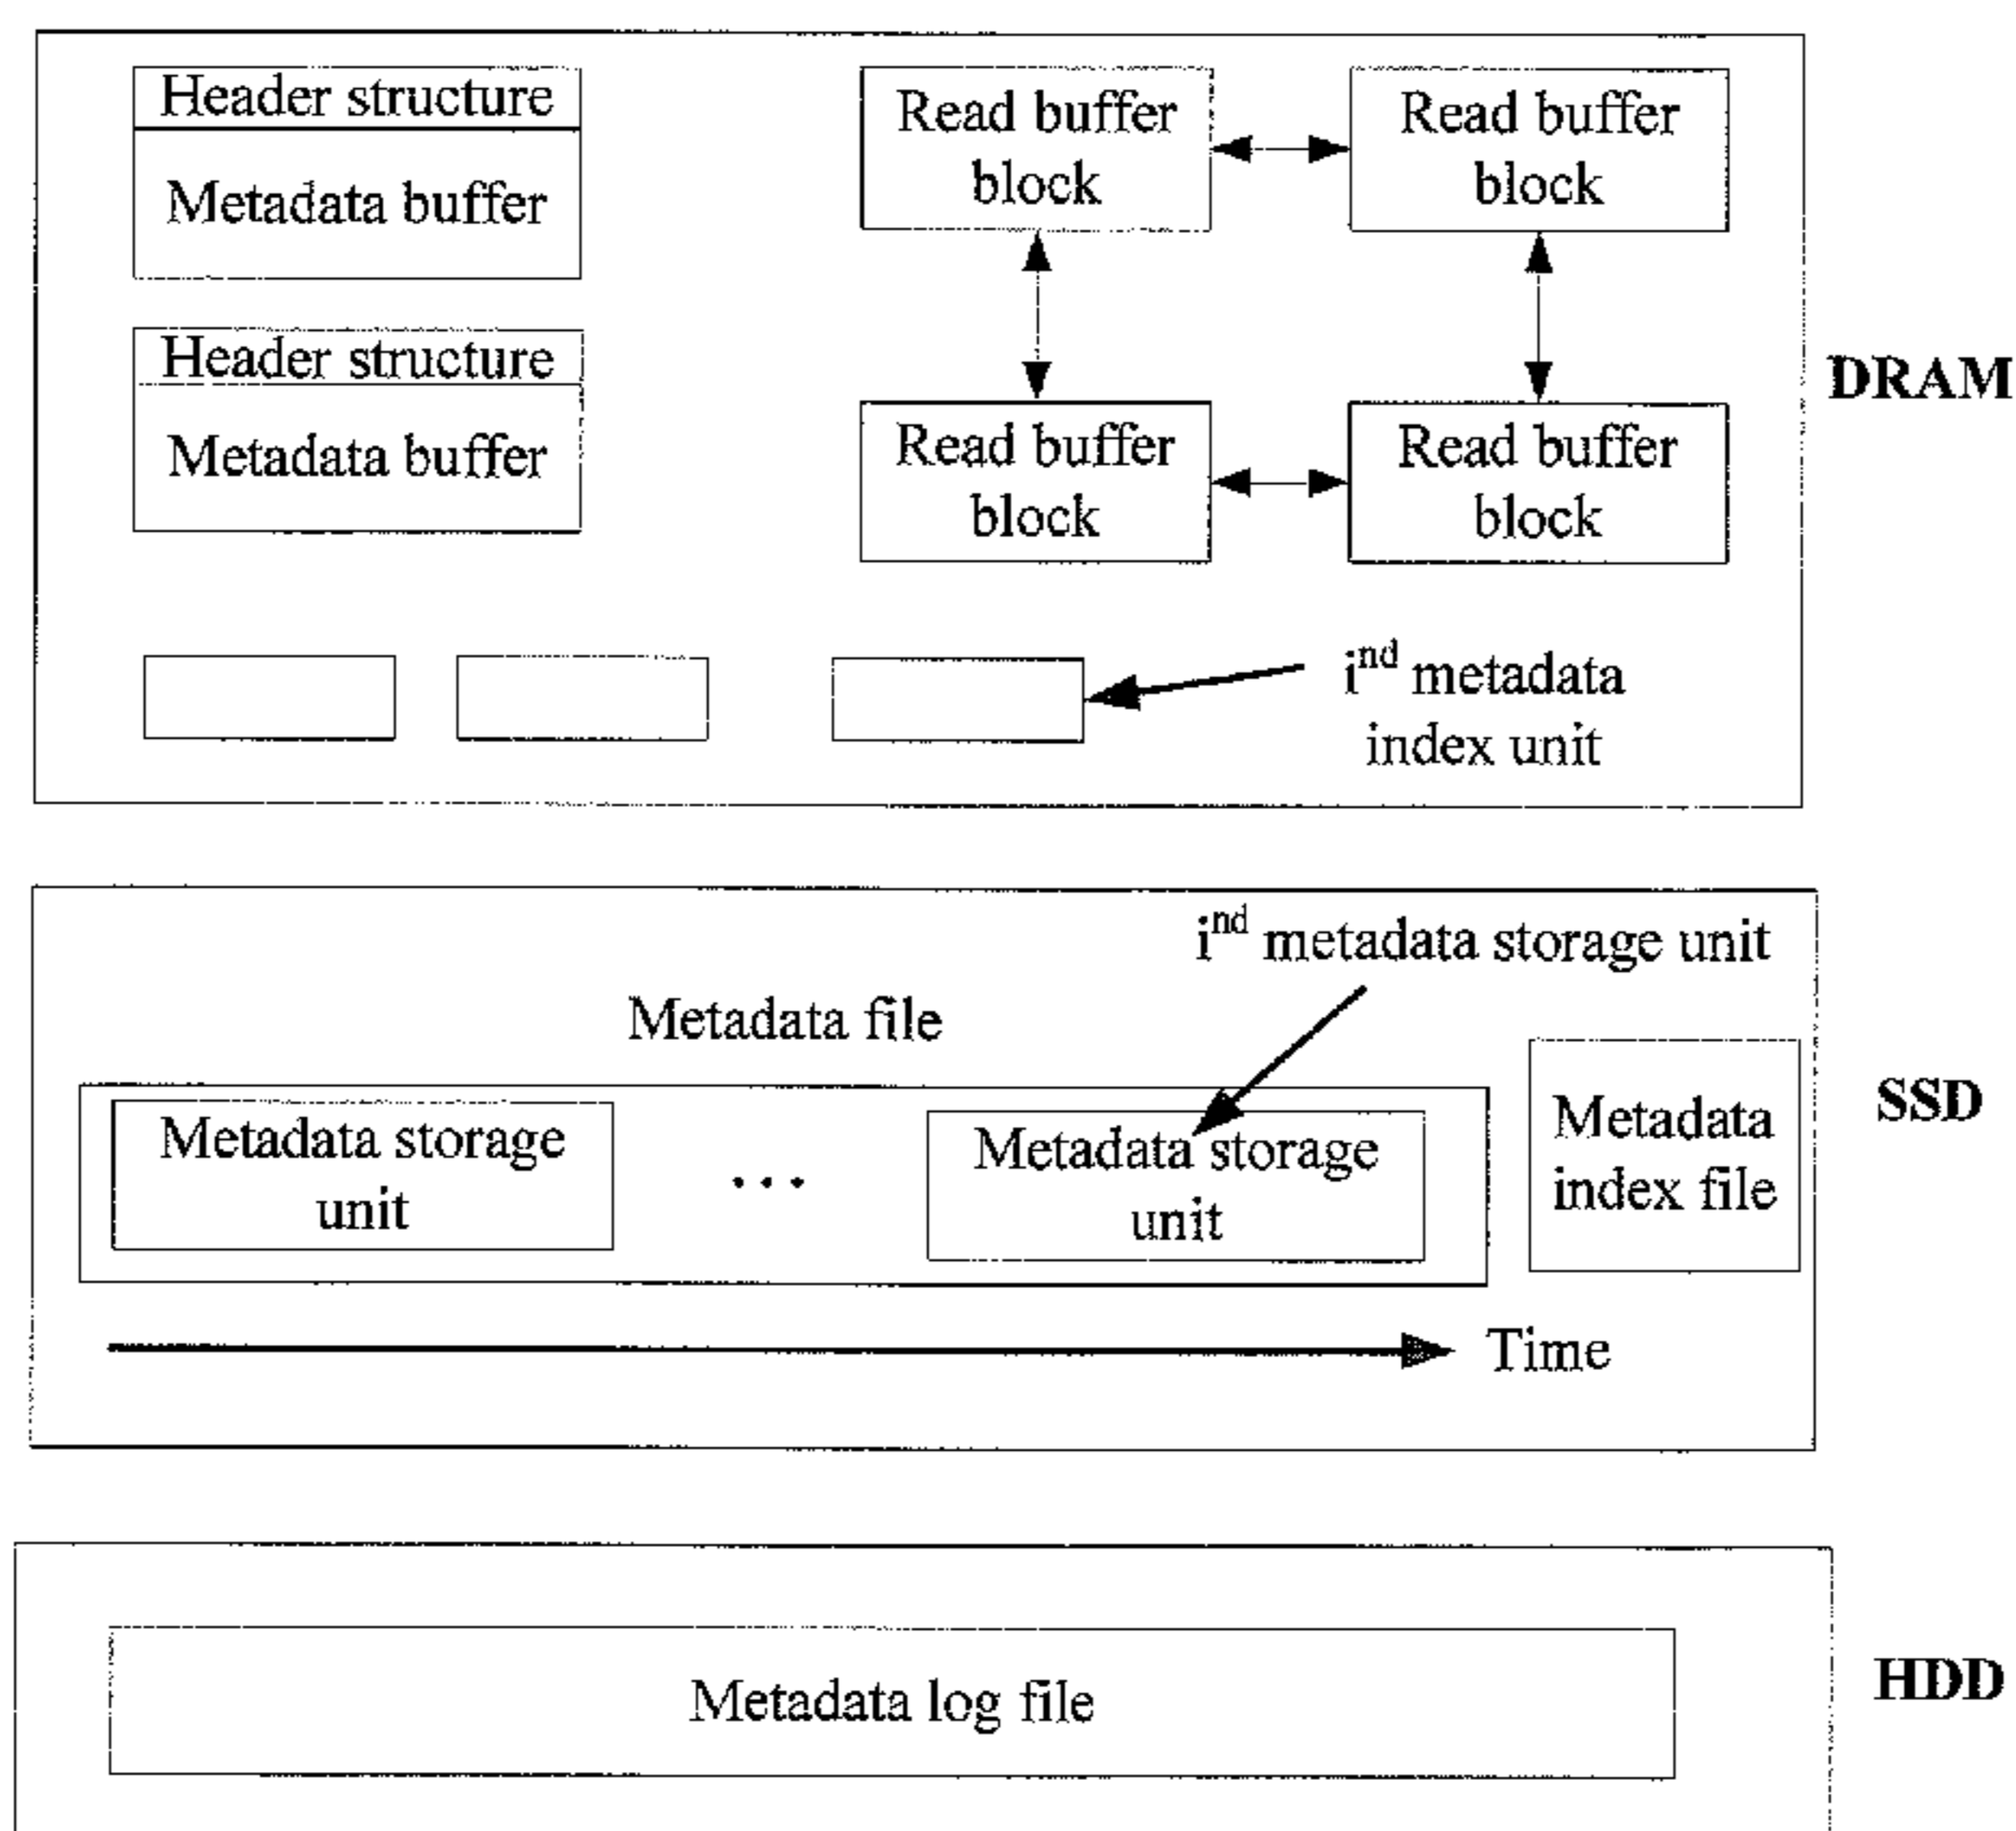 Header structure
Metadata buffer
Read buffer
block
Read buffer
block
Header structure
Metadata buffer
Read buffer
block
Read buffer
block
DRAM
i^nd metadata
index unit
i^nd metadata storage unit
Metadata file
Metadata storage
unit
...
Metadata storage
unit
Metadata
index file
SSD
Time
Metadata log file
HDD